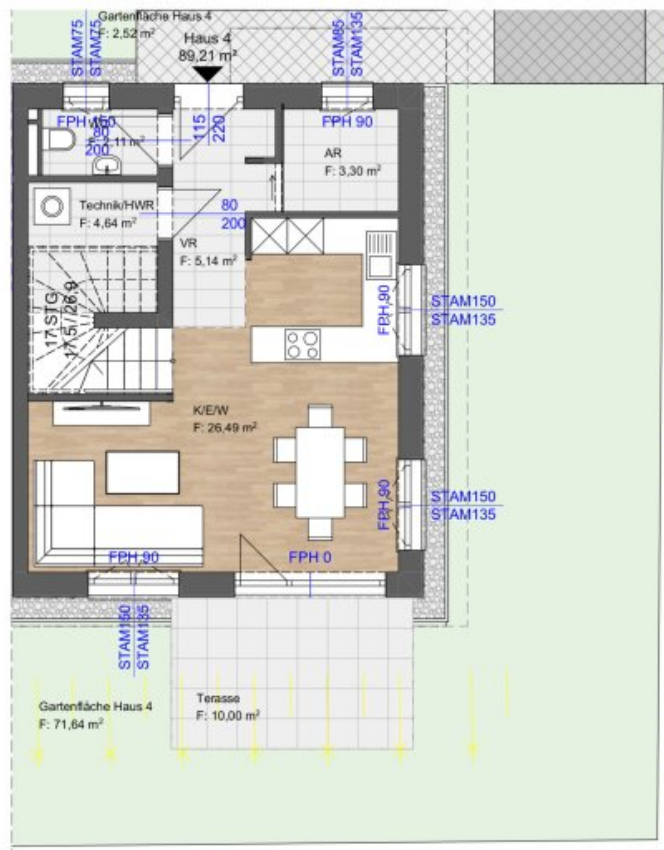 Gartenfläche Haus 4
F: 2,52 m²
STAM75
STAM75
Haus 4
89,21 m²
STAM85
STAM135
80
200
115
220
FPH 90
AR
F: 3,30 m²
Technik/HWR
F: 4,64 m²
80
200
VR
F: 5,14 m²
17 STG
17.5 / 26,9
FPH 90
STAM150
STAM135
K/E/W
F: 26,49 m²
FPH 90
STAM150
STAM135
FPH 90
FPH 0
STAM150
STAM135
Gartenfläche Haus 4
F: 71,64 m²
Terasse
F: 10,00 m²